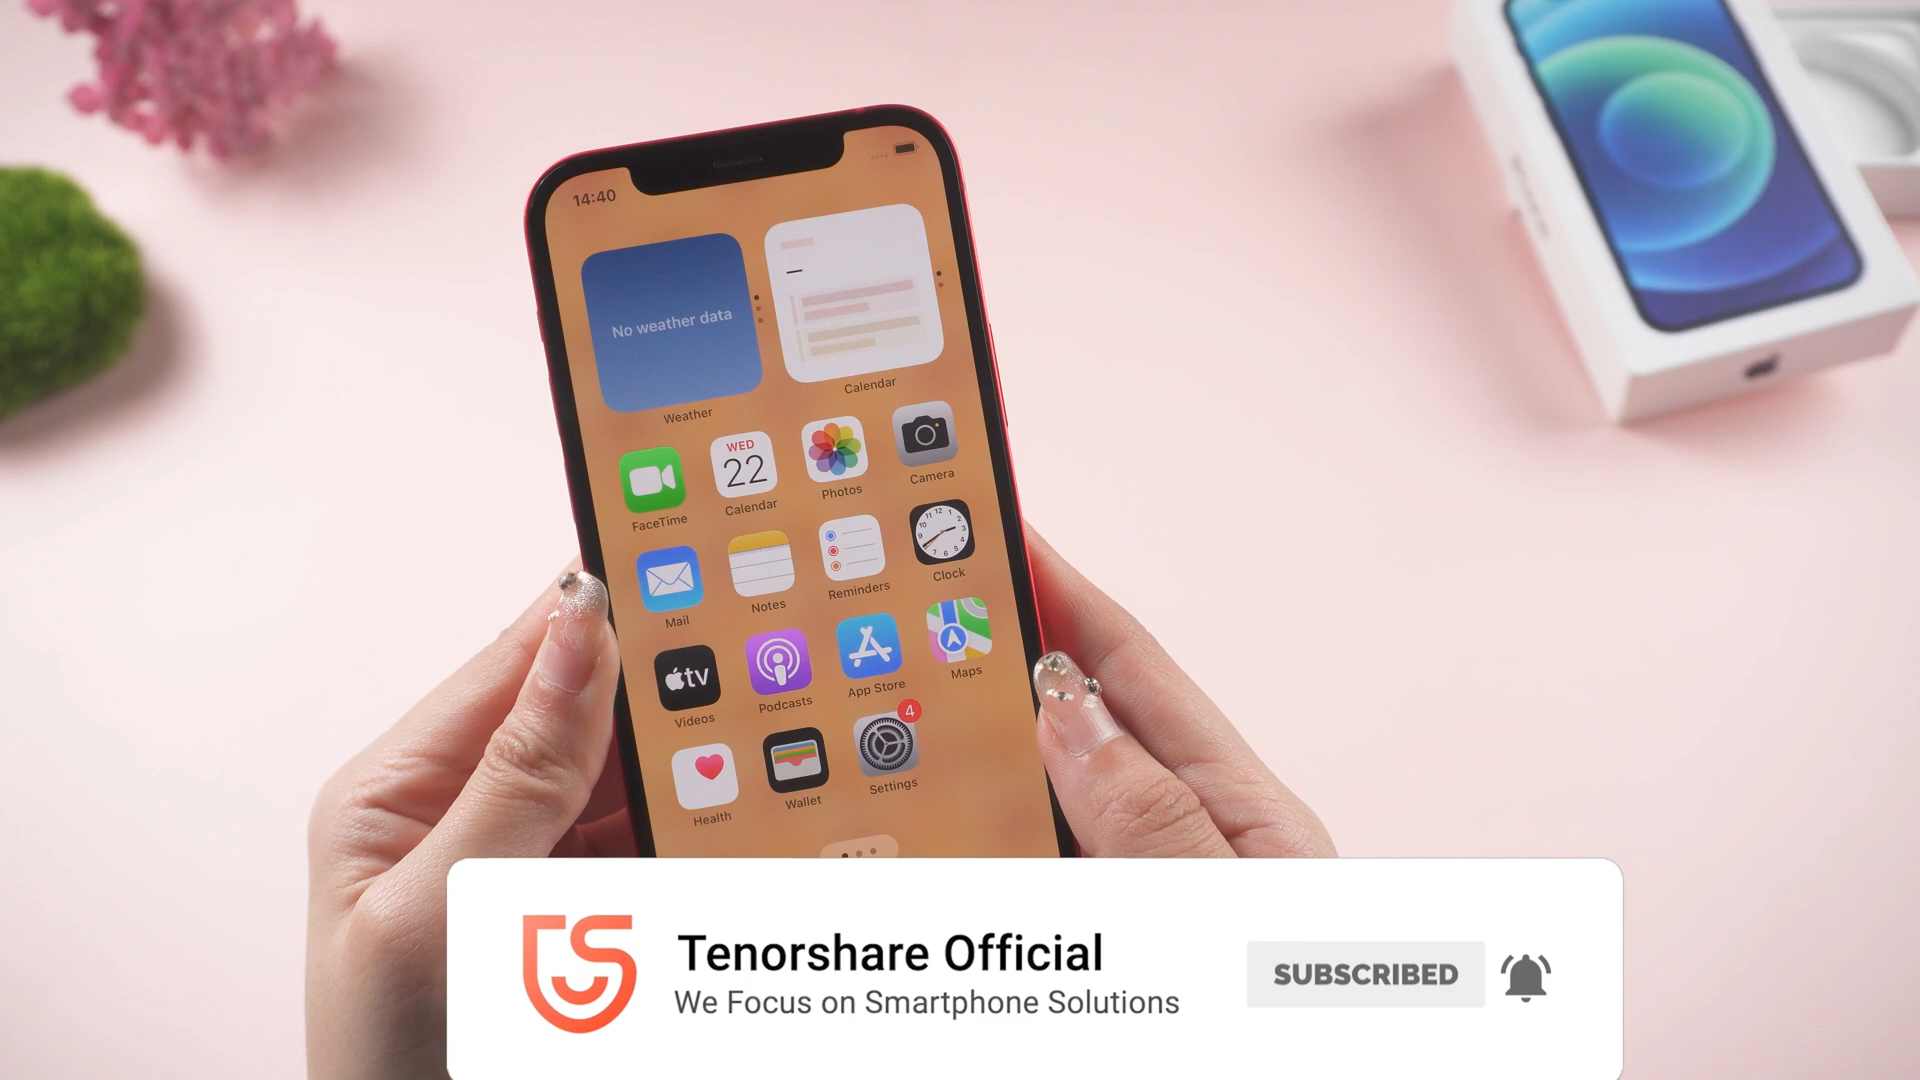 14:40
No weather data
Weather
Calendar
FaceTime
WED
22
Calendar
Photos
Camera
Mail
Notes
Reminders
Clock
tv
Videos
Podcasts
App Store
Maps
Health
Wallet
4
Settings
Tenorshare Official
We Focus on Smartphone Solutions
SUBSCRIBED